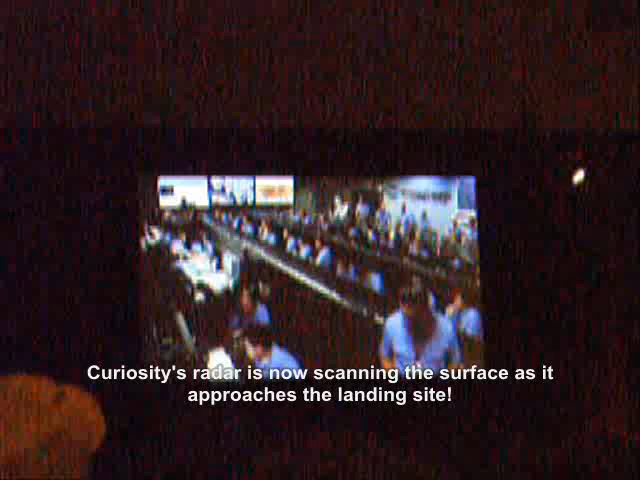 Curiosity's radar is now scanning the surface as it
approaches the landing site!